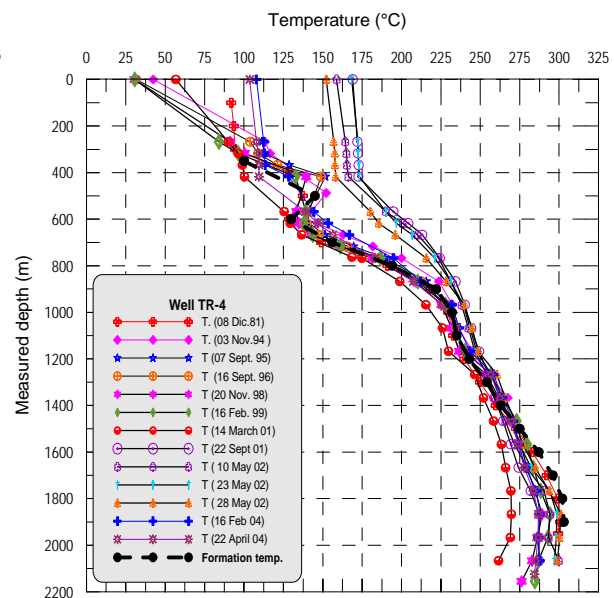 Temperature (°C)
0 25 50 75 100 125 150 175 200 225 250 275 300 325
Measured depth (m)
0
200
400
600
800
1000
1200
1400
1600
1800
2000
2200
Well TR-4
T. (08 Dic.81)
T. (03 Nov.94 )
T (07 Sept. 95)
T (16 Sept. 96)
T (20 Nov. 98)
T (16 Feb. 99)
T (14 March 01)
T (22 Sept 01)
T ( 10 May 02)
T ( 23 May 02)
T ( 28 May 02)
T (16 Feb 04)
T (22 April 04)
Formation temp.